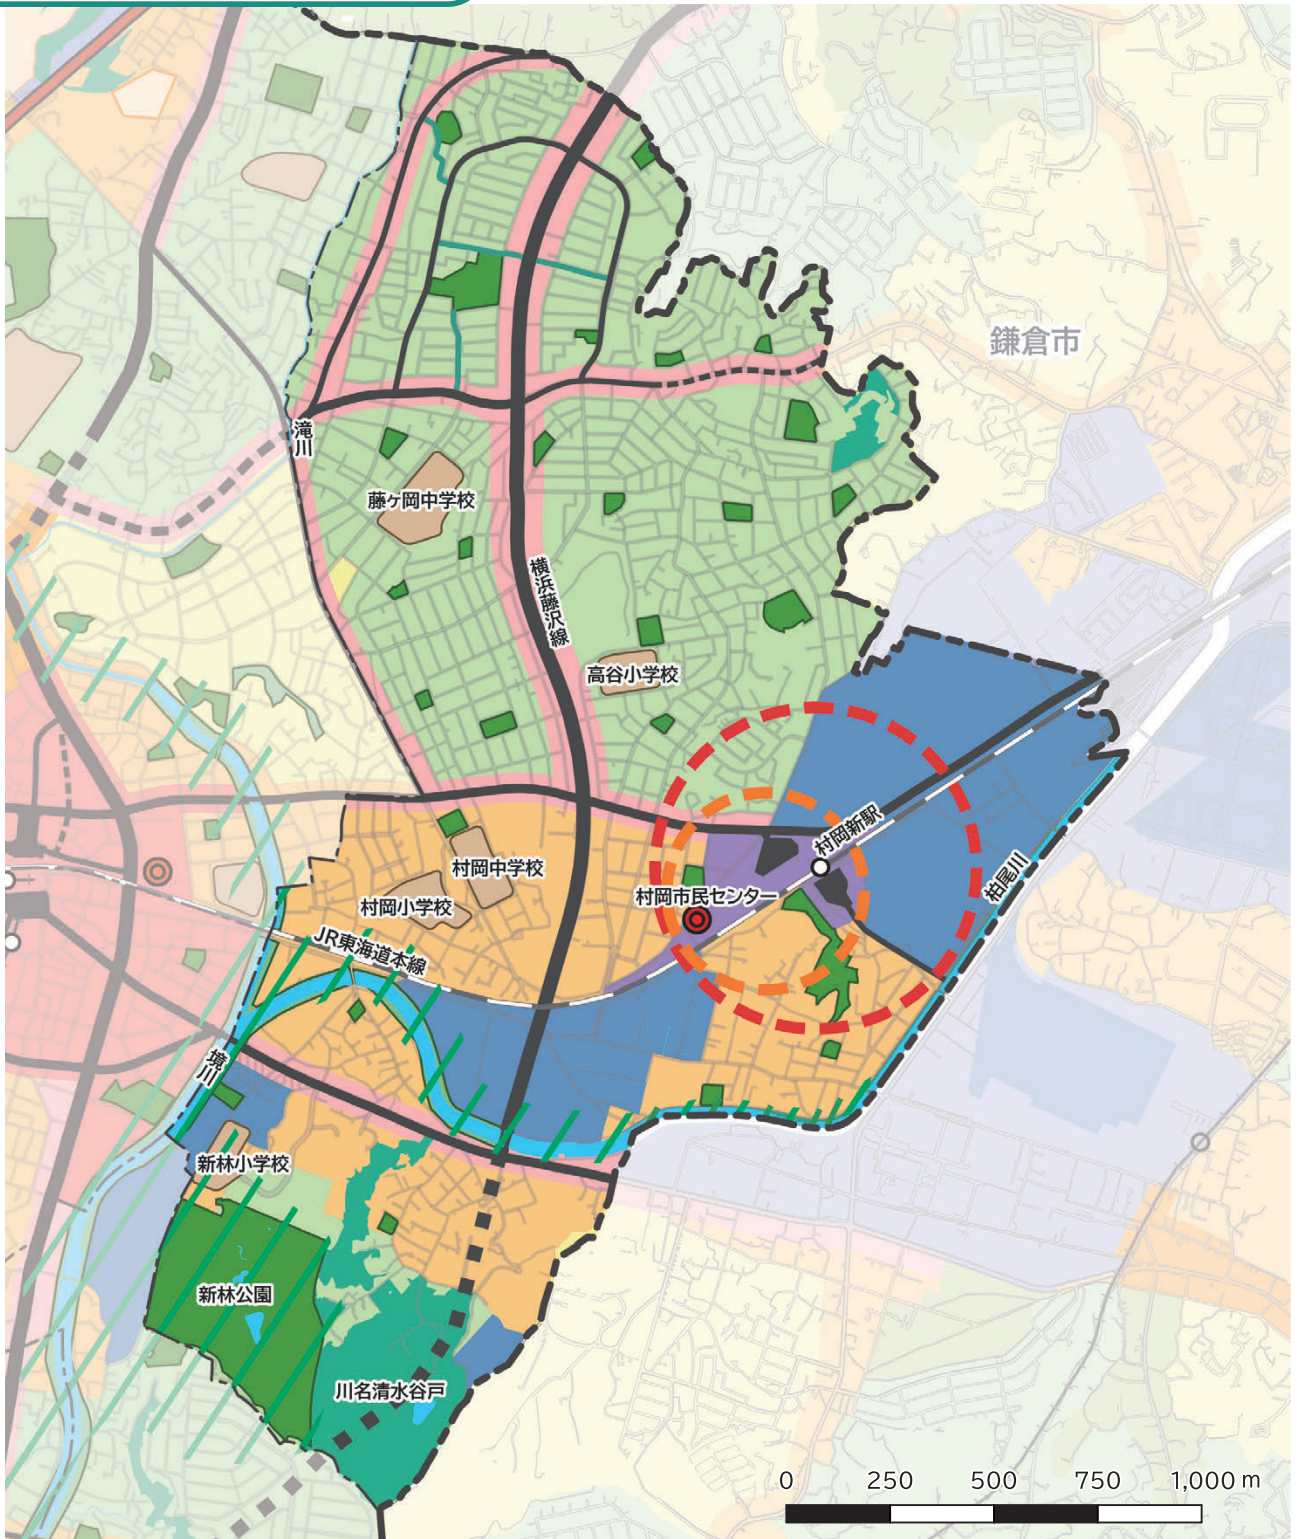 鎌倉市
滝川
藤ヶ岡中学校
横浜藤沢線
高谷小学校
村岡新駅
村岡中学校
村岡市民センター
柏尾川
村岡小学校
JR東海道本線
境川
新林小学校
新林公園
川名清水谷戸
0 250 500 750 1,000 m